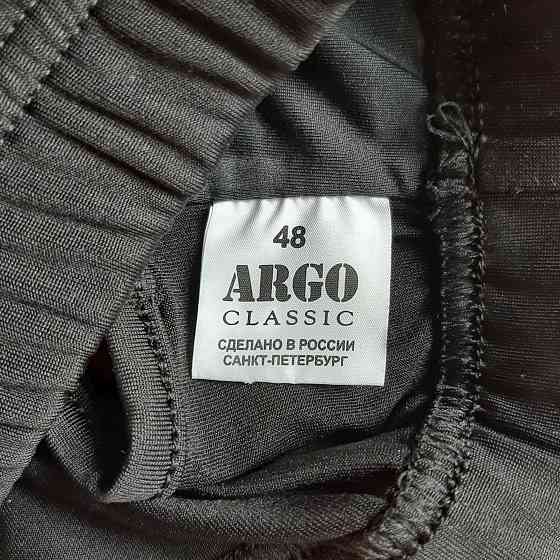 48
ARGO
CLASSIC
СДЕЛАНО В РОССИИ
САНКТ-ПЕТЕРБУРГ